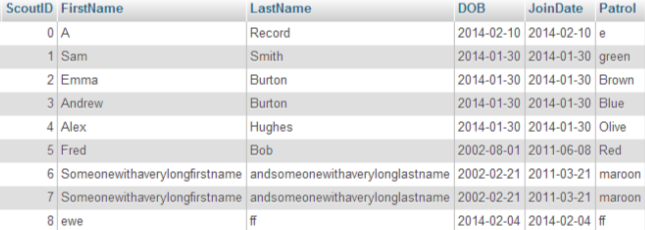 ScoutID FirstName LastName DOB JoinDate Patrol
0 A Record 2014-02-10 2014-02-10 e
1 Sam Smith 2014-01-30 2014-01-30 green
2 Emma Burton 2014-01-30 2014-01-30 Brown
3 Andrew Burton 2014-01-30 2014-01-30 Blue
4 Alex Hughes 2014-01-30 2014-01-30 Olive
5 Fred Bob 2002-08-01 2011-06-08 Red
6 Someonewithaverylongfirstname andsomeonewithaverylonglastname 2002-02-21 2011-03-21 maroon
7 Someonewithaverylongfirstname andsomeonewithaverylonglastname 2002-02-21 2011-03-21 maroon
8 ewe ff 2014-02-04 2014-02-04 ff